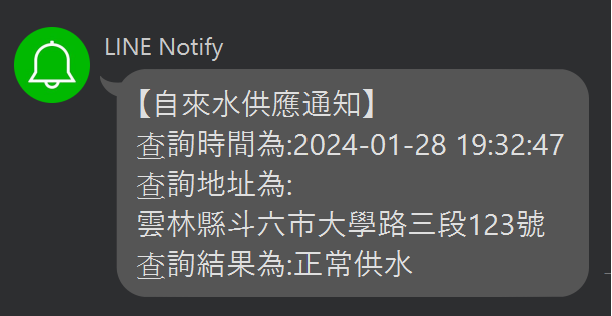 LINE Notify
【自來水供應通知】
查詢時間為:2024-01-28 19:32:47
查詢地址為:
雲林縣斗六市大學路三段123號
查詢結果為:正常供水